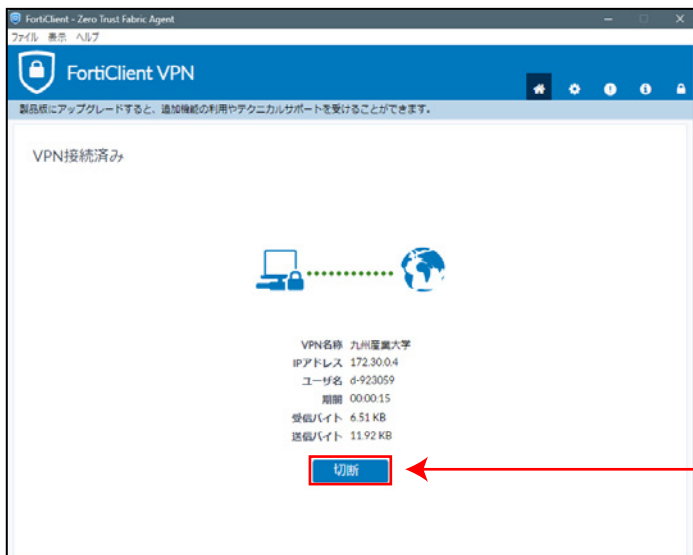 FortiClient - Zero Trust Fabric Agent
ファイル 表示 ヘルプ
FortiClient VPN
製品版にアップグレードすると、追加機能の利用やテクニカルサポートを受けることができます。
VPN接続済み
VPN名称 九州産業大学
IPアドレス 172.30.0.4
ユーザ名 d-923059
期間 00:00:15
受信バイト 6.51 KB
送信バイト 11.92 KB
切断